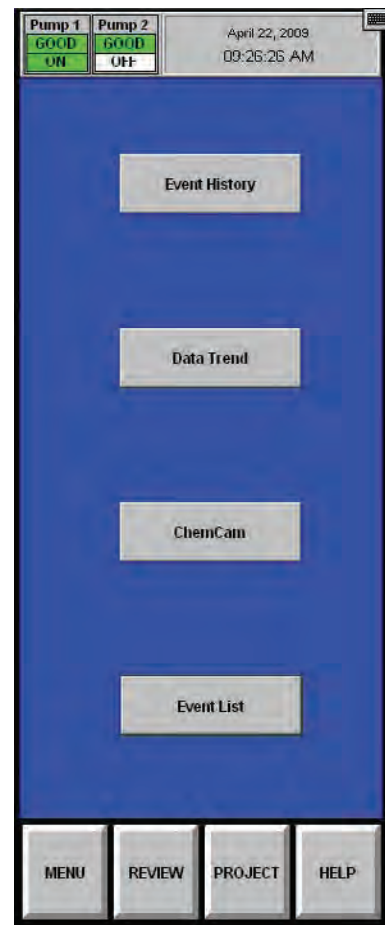 Pump 1 Pump 2
GOOD GOOD
ON OFF
April 22, 2009
09:26:26 AM
Event History
Data Trend
ChemCam
Event List
MENU REVIEW PROJECT HELP